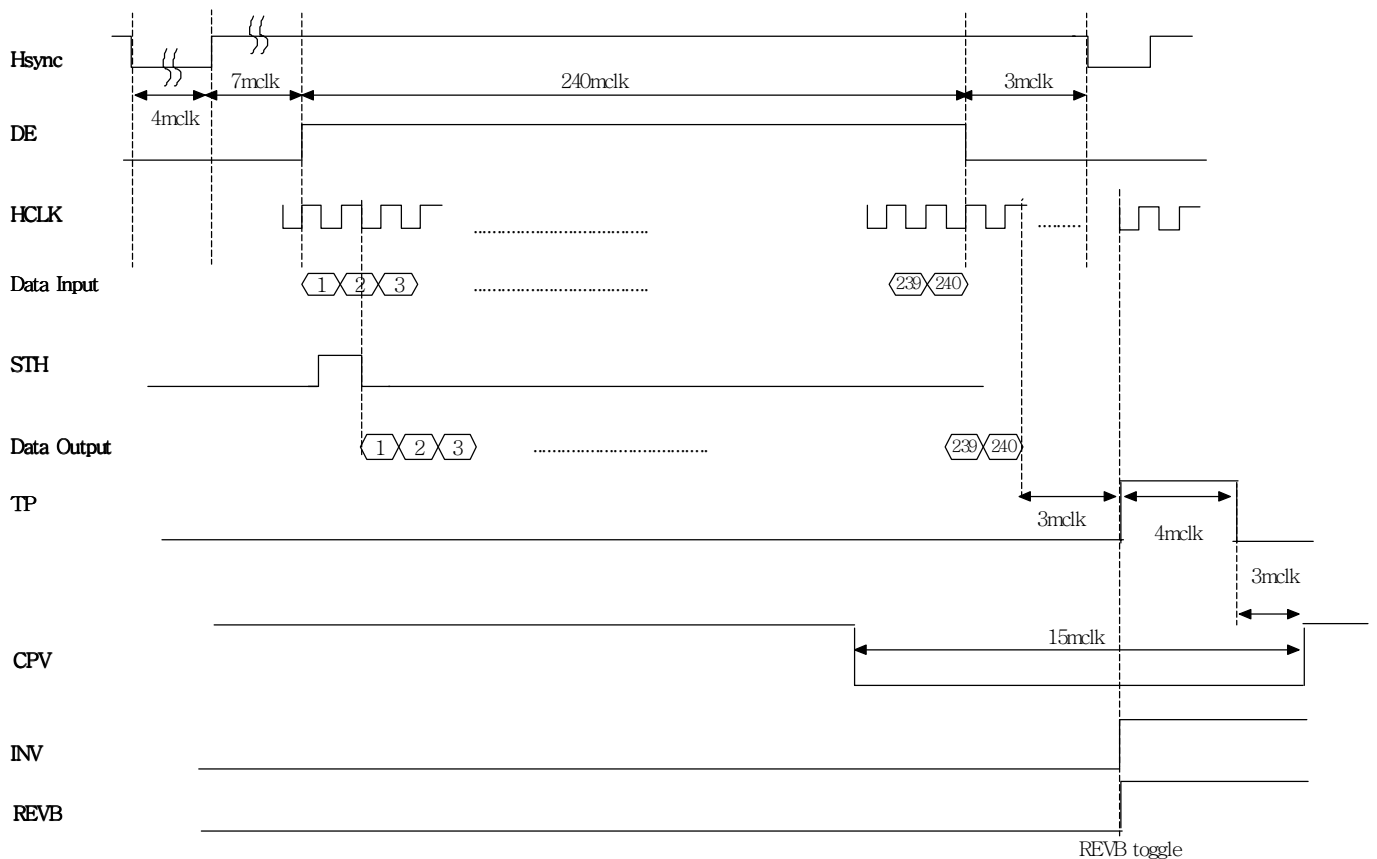 Hsync
7mclk
240mclk
3mclk
4mclk
DE
HCLK
Data Input
1 2 3
239 240
STH
Data Output
1 2 3
239 240
TP
3mclk
4mclk
3mclk
15mclk
CPV
INV
REVB
REVB toggle